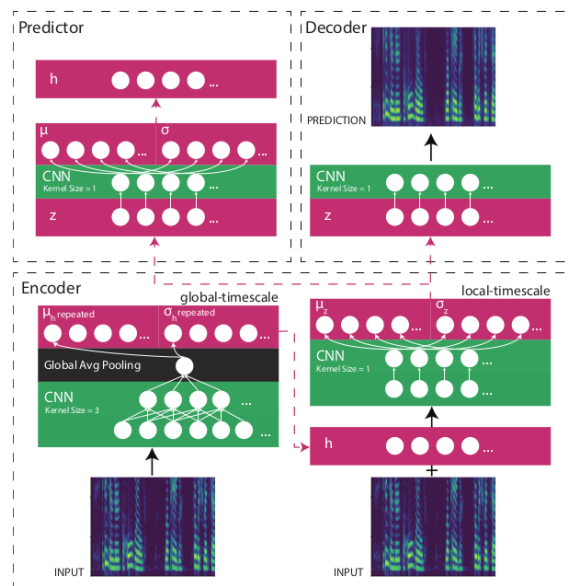 Predictor
h
...
μ
σ
...
...
CNN
Kernel Size = 1
...
z
...
Decoder
PREDICTION
CNN
Kernel Size = 1
...
z
...
Encoder
global-timescale
μh repeated
σh repeated
...
...
Global Avg Pooling
CNN
Kernel Size = 3
...
...
INPUT
local-timescale
μz
σz
...
...
CNN
Kernel Size = 1
...
...
h
...
+
INPUT